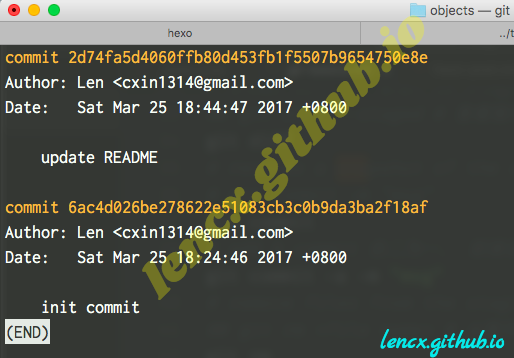 objects — git
hexo
../t
commit 2d74fa5d4060ffb80d453fb1f5507b9654750e8e
Author: Len <cxin1314@gmail.com>
Date:   Sat Mar 25 18:44:47 2017 +0800
update README
commit 6ac4d026be278622e51083cb3c0b9da3ba2f18af
Author: Len <cxin1314@gmail.com>
Date:   Sat Mar 25 18:24:46 2017 +0800
init commit
(END)
lencx.github.io
lencx.github.io